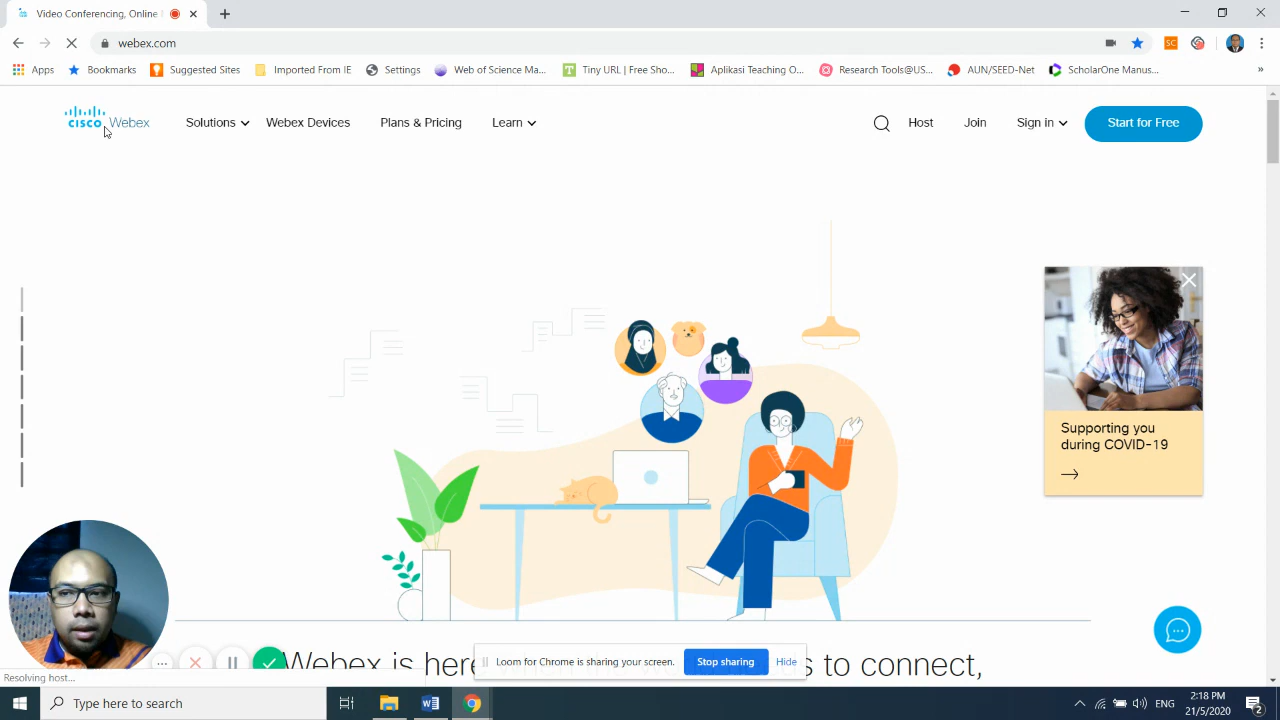 Video Conferencing, Online
webex.com
Apps
Bookmarks
Suggested Sites
Imported From IE
Settings
Web of Science Ma...
Tiny URL | Free Sho...
Aplikasi Teaching O...
Research Tools@US...
AUN/SEED-Net
ScholarOne Manus...
cisco Webex
Solutions
Webex Devices
Plans & Pricing
Learn
Host
Join
Sign in
Start for Free
Supporting you
during COVID-19
Webex is here
s to connect,
Loom for Chrome is sharing your screen.
Stop sharing
Hide
Resolving host...
Type here to search
ENG
2:18 PM
21/5/2020
2